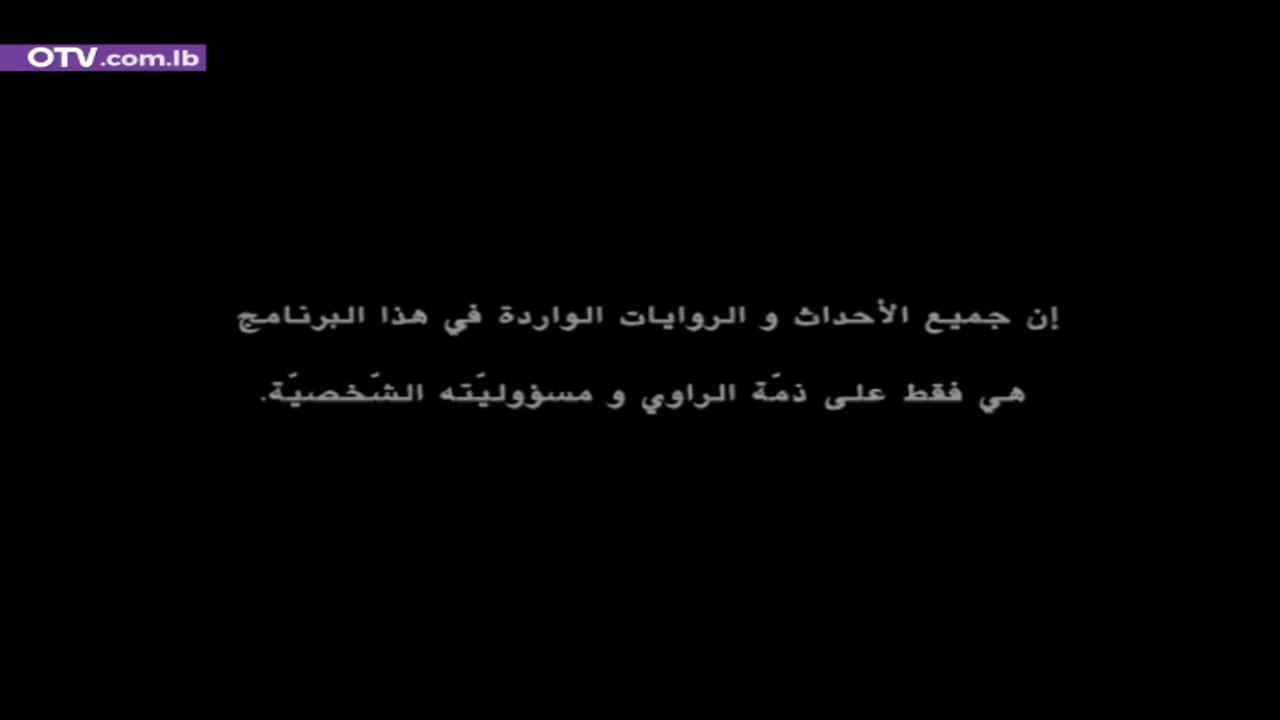 OTV.com.lb
إن جميع الأحداث و الروايات الواردة في هذا البرنامج
هي فقط على ذمّة الراوي و مسؤوليّته الشّخصيّة.